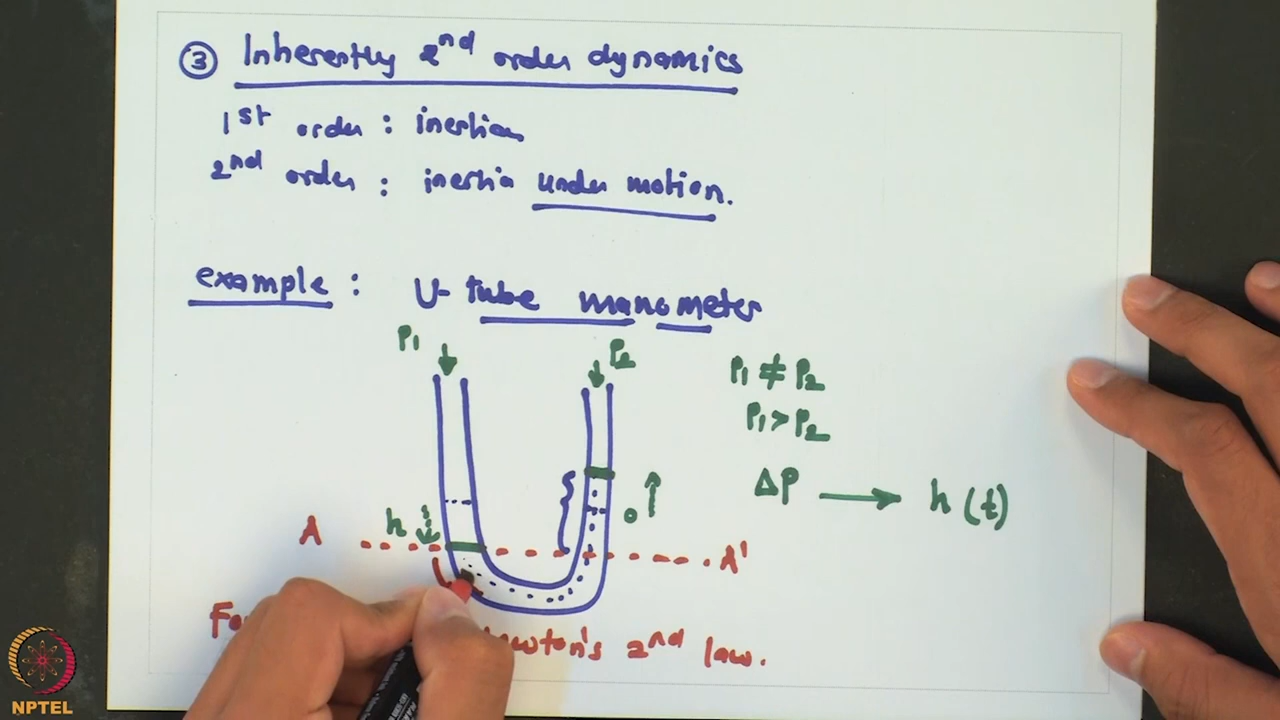 ③ Inherently 2nd order dynamics
1st order : inertia
2nd order : inertia under motion.
example : U-tube manometer
P1 P2
P1 ≠ P2
P1 > P2
ΔP → h(t)
h 0
A A'
2nd law.
NPTEL